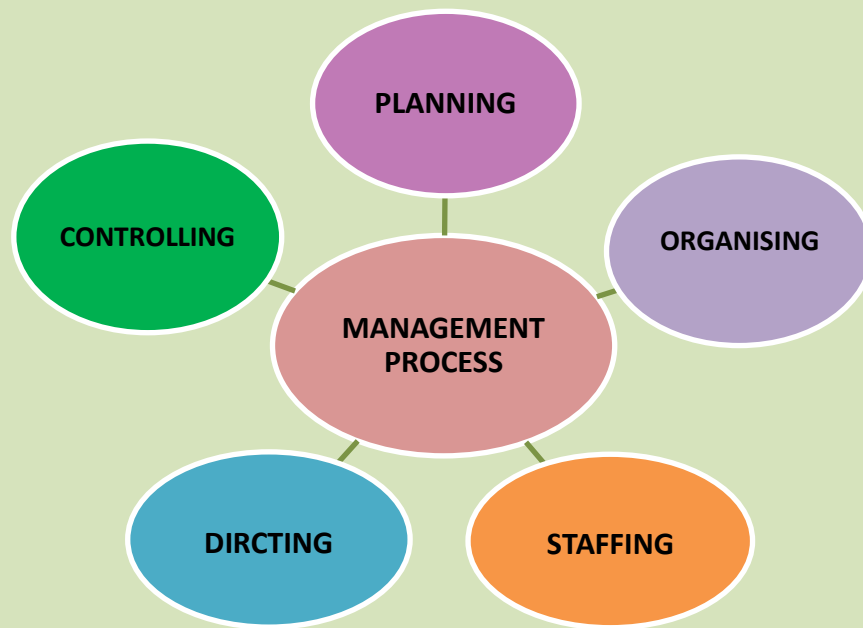 PLANNING
CONTROLLING
ORGANISING
MANAGEMENT
PROCESS
DIRCTING
STAFFING